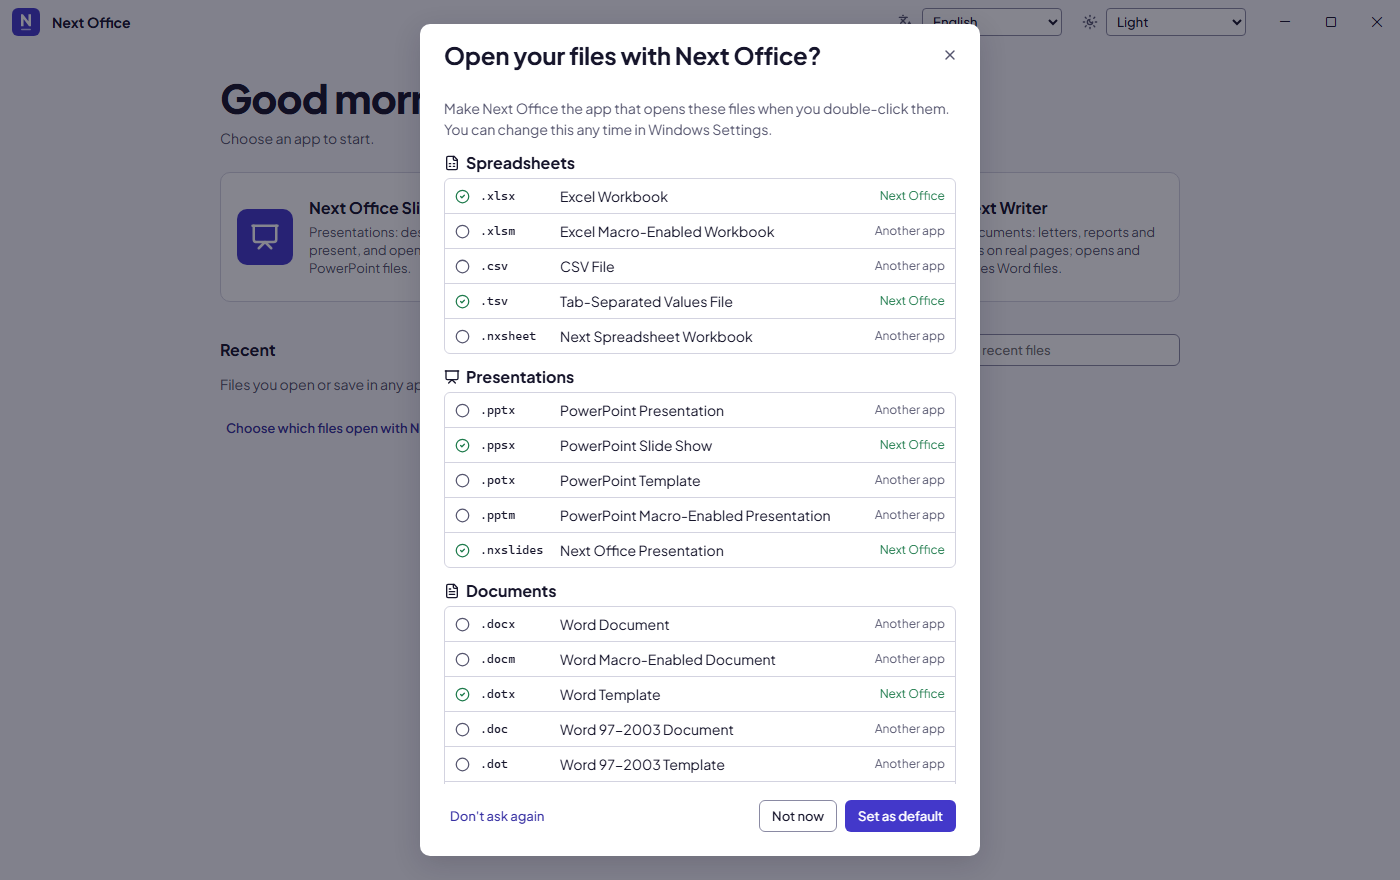 Next Office
English
Light
Good morn
Choose an app to start.
Next Office Sli
Presentations: des
present, and open
PowerPoint files.
xt Writer
cuments: letters, reports and
s on real pages; opens and
es Word files.
Recent
recent files
Files you open or save in any ap
Choose which files open with N
Open your files with Next Office?
Make Next Office the app that opens these files when you double-click them.
You can change this any time in Windows Settings.
Spreadsheets
.xlsx Excel Workbook Next Office
.xlsm Excel Macro-Enabled Workbook Another app
.csv CSV File Another app
.tsv Tab-Separated Values File Next Office
.nxsheet Next Spreadsheet Workbook Another app
Presentations
.pptx PowerPoint Presentation Another app
.ppsx PowerPoint Slide Show Next Office
.potx PowerPoint Template Another app
.pptm PowerPoint Macro-Enabled Presentation Another app
.nxslides Next Office Presentation Next Office
Documents
.docx Word Document Another app
.docm Word Macro-Enabled Document Another app
.dotx Word Template Next Office
.doc Word 97–2003 Document Another app
.dot Word 97–2003 Template Another app
Don't ask again
Not now
Set as default